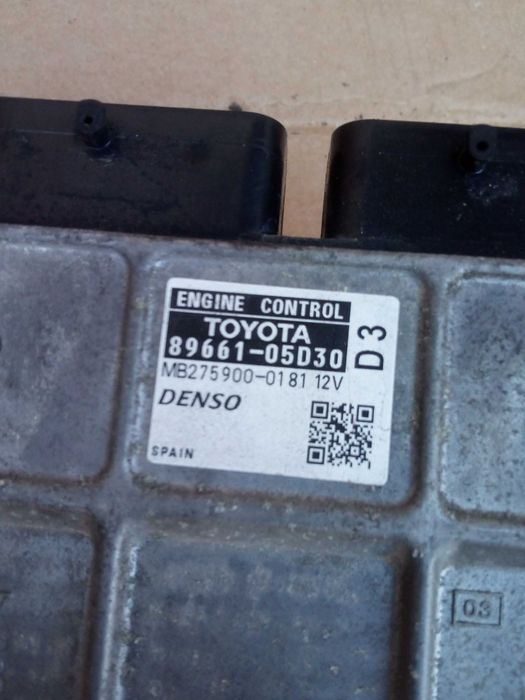 ENGINE CONTROL
TOYOTA
89661-05D30
D3
MB275900-0181 12V
DENSO
SPAIN
03